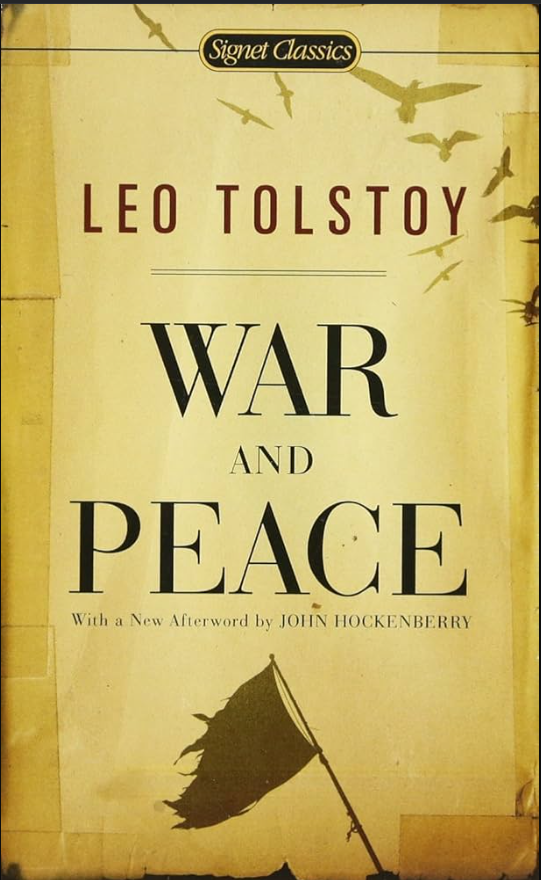 Signet Classics
LEO TOLSTOY
WAR
AND
PEACE
With a New Afterword by JOHN HOCKENBERRY